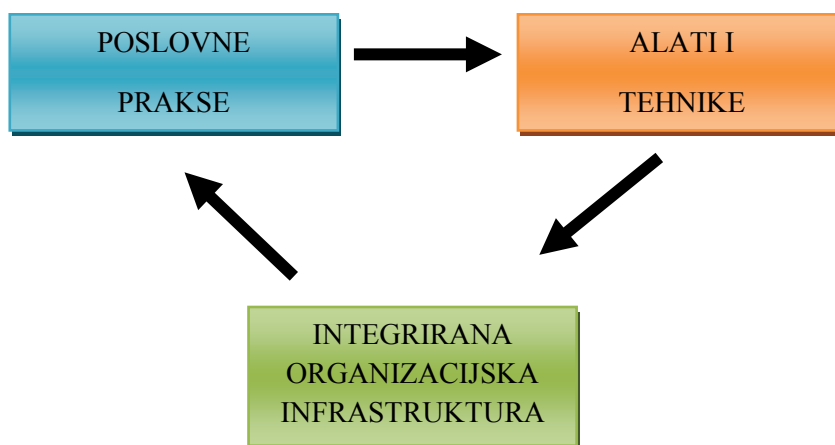 POSLOVNE
PRAKSE
ALATI I
TEHNIKE
INTEGRIRANA
ORGANIZACIJSKA
INFRASTRUKTURA